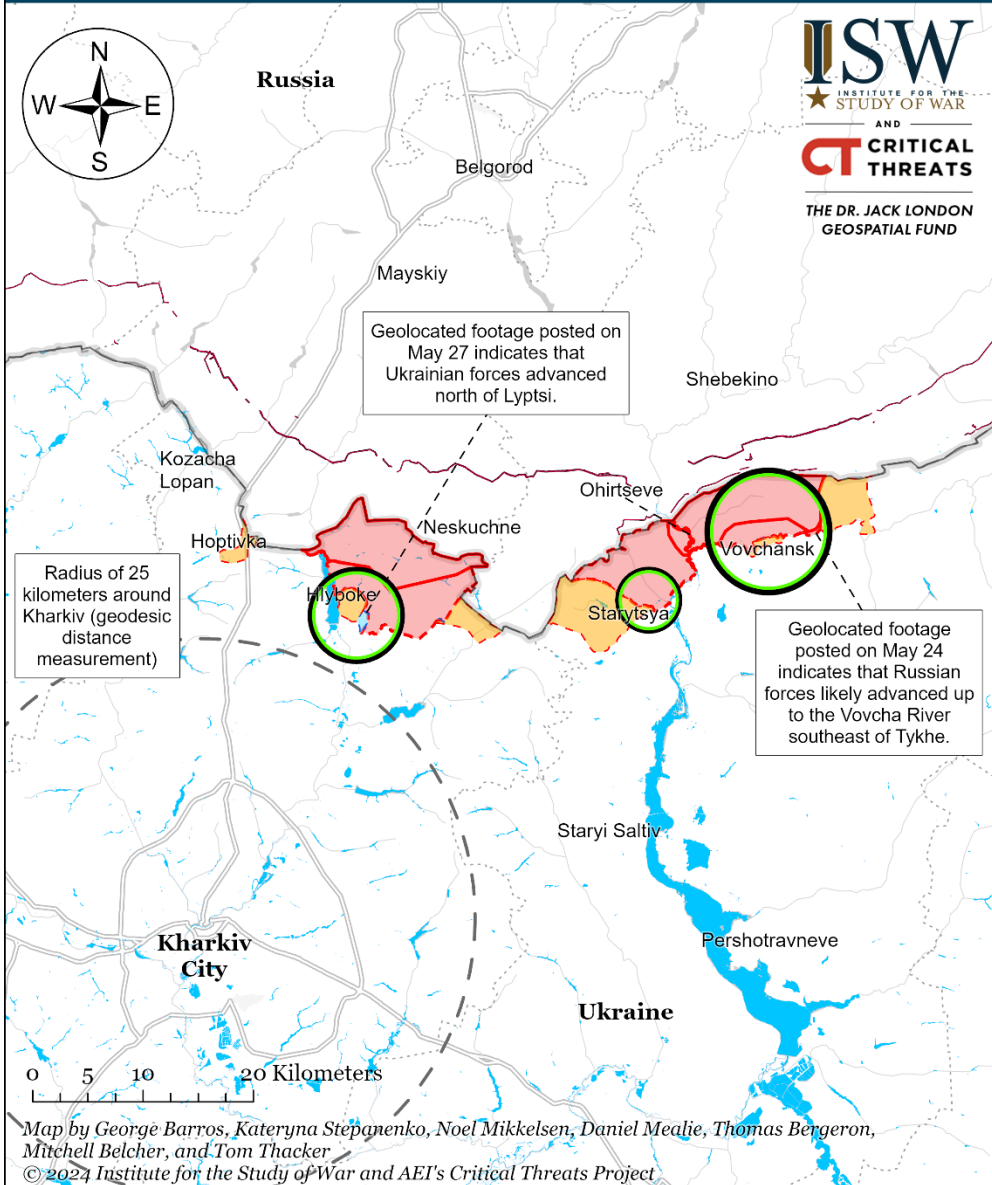 N
W E
S
Russia
ISW
INSTITUTE FOR THE
STUDY OF WAR
AND
CT CRITICAL
THREATS
THE DR. JACK LONDON
GEOSPATIAL FUND
Belgorod
Mayskiy
Geolocated footage posted on
May 27 indicates that
Ukrainian forces advanced
north of Lyptsi.
Shebekino
Kozacha
Lopan
Ohirtseve
Neskuchne
Hoptivka
Vovchansk
Radius of 25
kilometers around
Kharkiv (geodesic
distance
measurement)
Hlyboke
Starytsya
Geolocated footage
posted on May 24
indicates that Russian
forces likely advanced up
to the Vovcha River
southeast of Tykhe.
Staryi Saltiv
Pershotravneve
Kharkiv
City
Ukraine
0 5 10 20 Kilometers
Map by George Barros, Kateryna Stepanenko, Noel Mikkelsen, Daniel Mealie, Thomas Bergeron,
Mitchell Belcher, and Tom Thacker
© 2024 Institute for the Study of War and AEI's Critical Threats Project